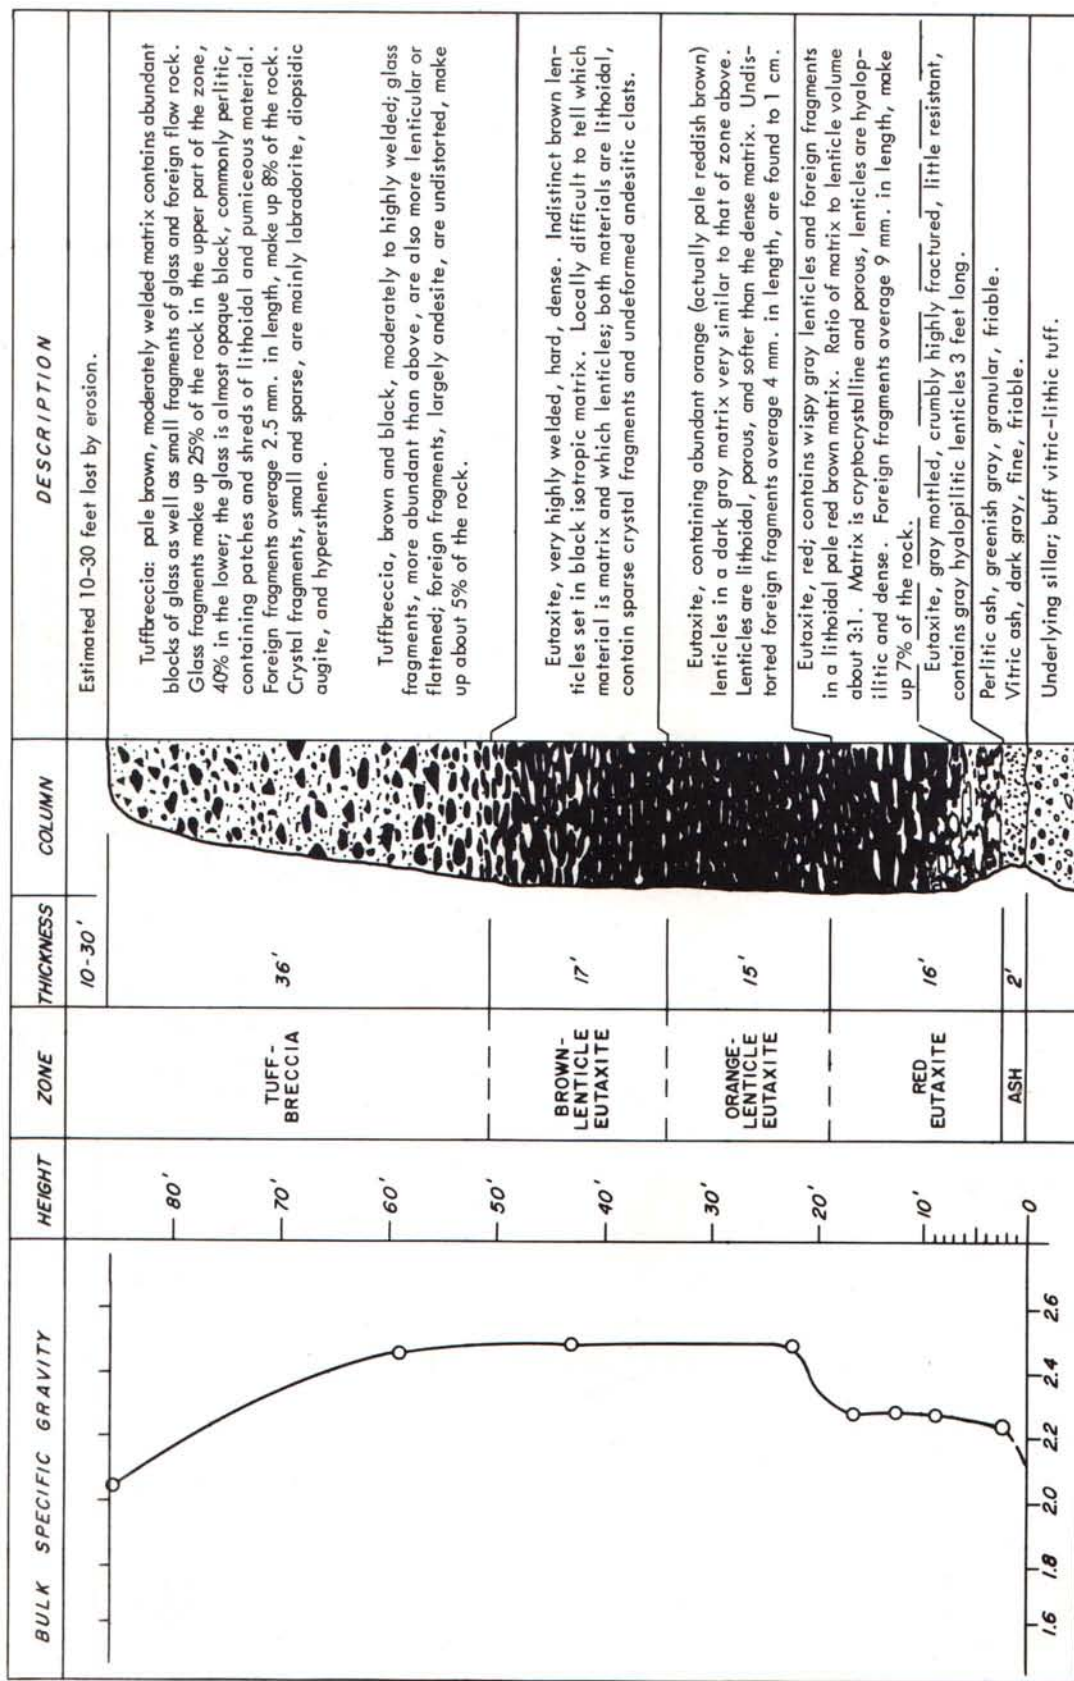 BULK SPECIFIC GRAVITY
HEIGHT
ZONE
THICKNESS
COLUMN
DESCRIPTION
10-30'
Estimated 10-30 feet lost by erosion.
80'
70'
60'
50'
40'
30'
20'
10'
0
TUFF-
BRECCIA
36'
Tuffbreccia: pale brown, moderately welded matrix contains abundant
blocks of glass as well as small fragments of glass and foreign flow rock.
Glass fragments make up 25% of the rock in the upper part of the zone,
40% in the lower; the glass is almost opaque black, commonly perlitic,
containing patches and shreds of lithoidal and pumiceous material.
Foreign fragments average 2.5 mm. in length, make up 8% of the rock.
Crystal fragments, small and sparse, are mainly labradorite, diopsidic
augite, and hypersthene.
Tuffbreccia, brown and black, moderately to highly welded; glass
fragments, more abundant than above, are also more lenticular or
flattened; foreign fragments, largely andesite, are undistorted, make
up about 5% of the rock.
BROWN-
LENTICLE
EUTAXITE
17'
Eutaxite, very highly welded, hard, dense. Indistinct brown len-
ticles set in black isotropic matrix. Locally difficult to tell which
material is matrix and which lenticles; both materials are lithoidal,
contain sparse crystal fragments and undeformed andesitic clasts.
ORANGE-
LENTICLE
EUTAXITE
15'
Eutaxite, containing abundant orange (actually pale reddish brown)
lenticles in a dark gray matrix very similar to that of zone above.
Lenticles are lithoidal, porous, and softer than the dense matrix. Undis-
torted foreign fragments average 4 mm. in length, are found to 1 cm.
RED
EUTAXITE
16'
Eutaxite, red; contains wispy gray lenticles and foreign fragments
in a lithoidal pale red brown matrix. Ratio of matrix to lenticle volume
about 3:1. Matrix is cryptocrystalline and porous, lenticles are hyalop-
ilitic and dense. Foreign fragments average 9 mm. in length, make
up 7% of the rock.
Eutaxite, gray mottled, crumbly highly fractured, little resistant,
contains gray hyalopilitic lenticles 3 feet long.
ASH
2'
Perlitic ash, greenish gray, granular, friable.
Vitric ash, dark gray, fine, friable.
Underlying sillar; buff vitric-lithic tuff.
1.6
1.8
2.0
2.2
2.4
2.6